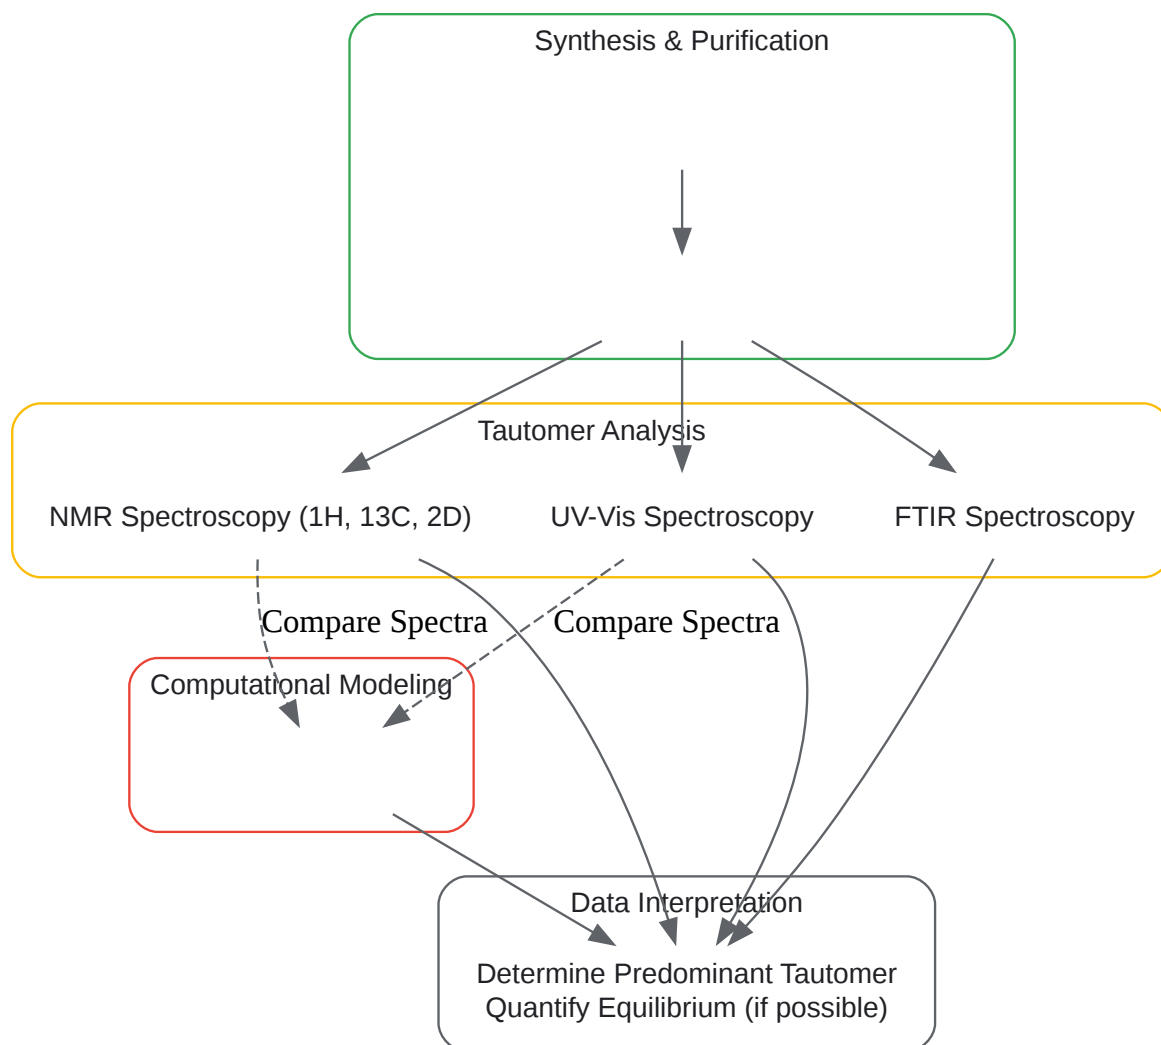 Synthesis & Purification
Tautomer Analysis
NMR Spectroscopy (1H, 13C, 2D)
UV-Vis Spectroscopy
FTIR Spectroscopy
Compare Spectra
Compare Spectra
Computational Modeling
Data Interpretation
Determine Predominant Tautomer
Quantify Equilibrium (if possible)